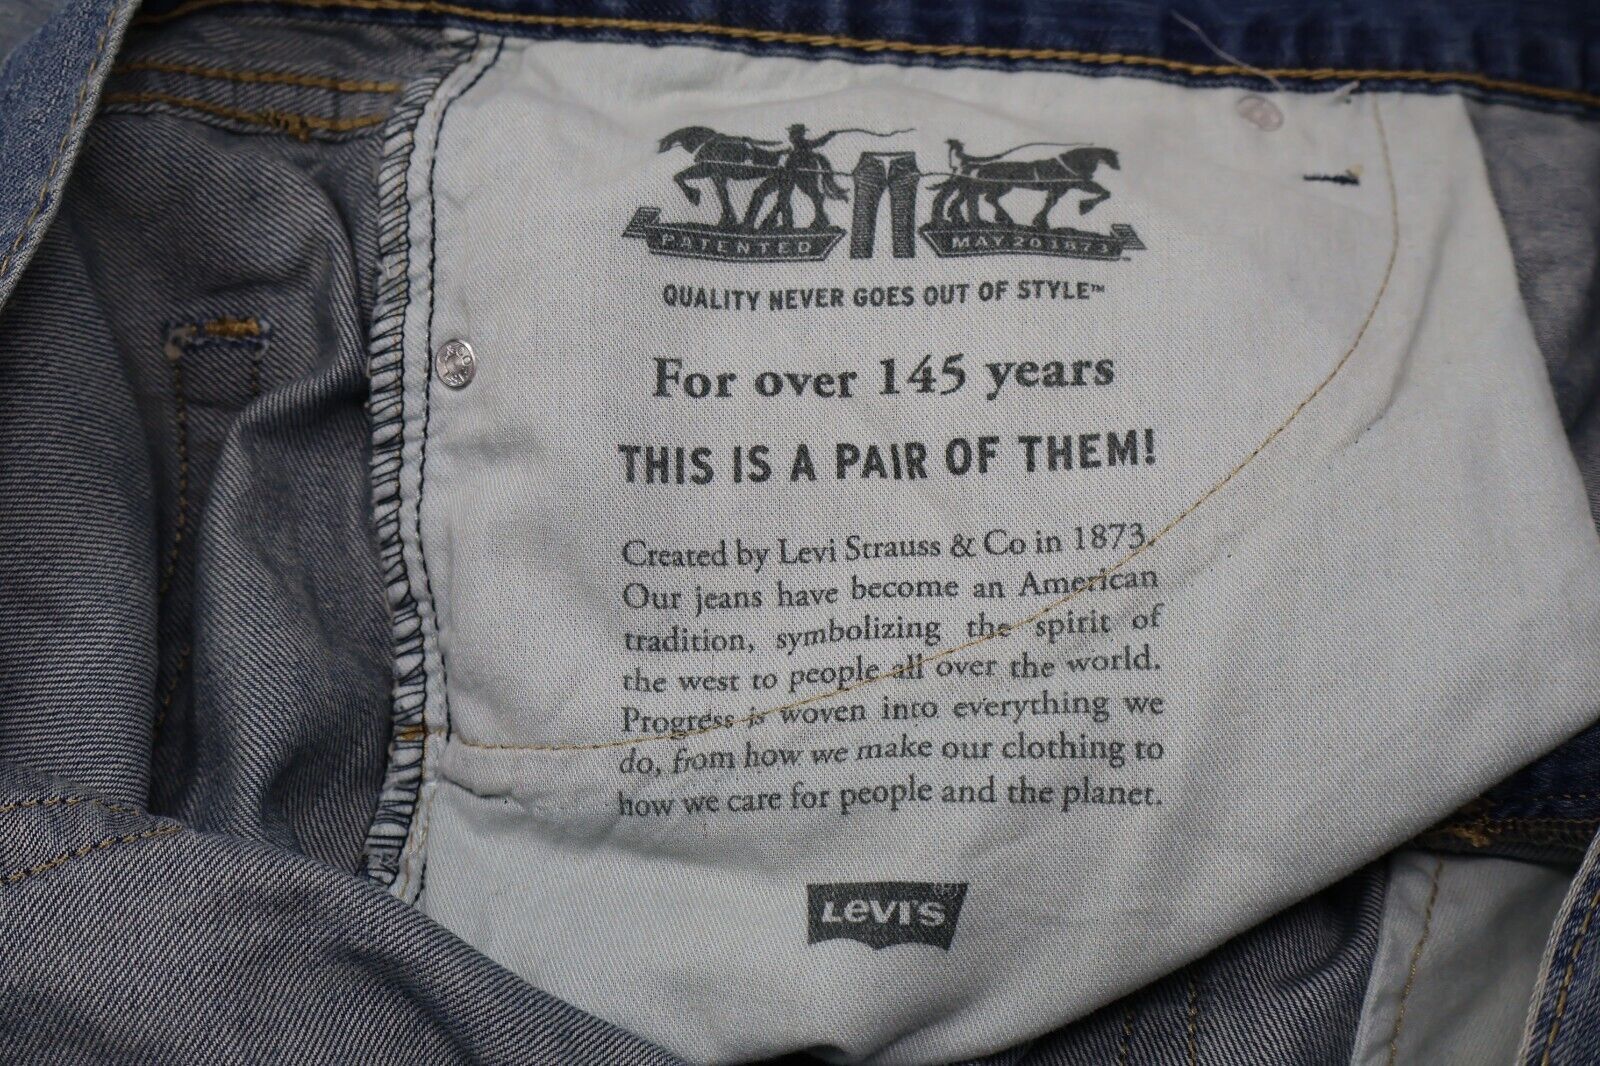 PATENTED MAY 20 1873
QUALITY NEVER GOES OUT OF STYLE™
For over 145 years
THIS IS A PAIR OF THEM!
Created by Levi Strauss & Co in 1873.
Our jeans have become an American
tradition, symbolizing the spirit of
the west to people all over the world.
Progress is woven into everything we
do, from how we make our clothing to
how we care for people and the planet.
LEVI'S